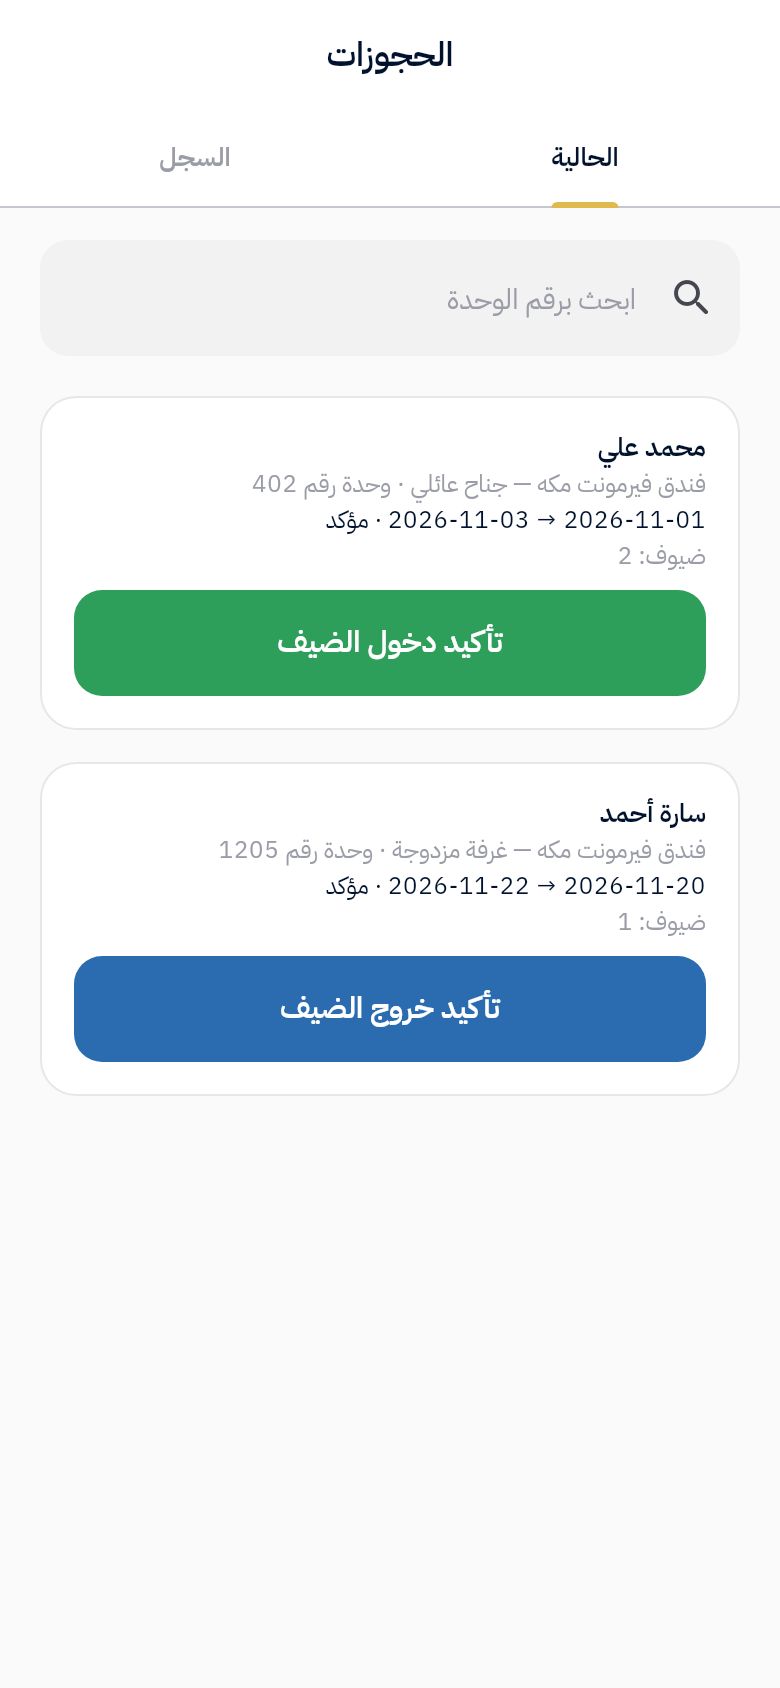 الحجوزات
الحالية
السجل
ابحث برقم الوحدة
محمد علي
فندق فيرمونت مكه — جناح عائلي · وحدة رقم 402
2026-11-01 → 2026-11-03 · مؤكد
ضيوف: 2
تأكيد دخول الضيف
سارة أحمد
فندق فيرمونت مكه — غرفة مزدوجة · وحدة رقم 1205
2026-11-20 → 2026-11-22 · مؤكد
ضيوف: 1
تأكيد خروج الضيف